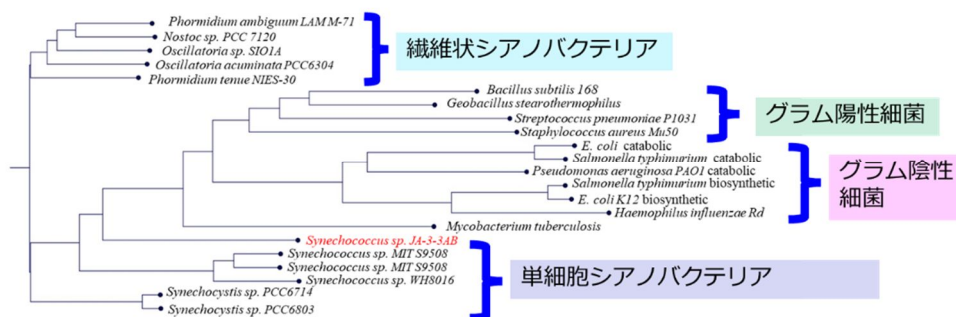 Phormidium ambiguum LAM M-71
Nostoc sp. PCC 7120
Oscillatoria sp. SIO1A
Oscillatoria acuminata PCC6304
Phormidium tenue NIES-30
繊維状シアノバクテリア
Bacillus subtilis 168
Geobacillus stearothermophilus
Streptococcus pneumoniae P1031
Staphylococcus aureus Mu50
グラム陽性細菌
E. coli catabolic
Salmonella typhimurium catabolic
Pseudomonas aeruginosa PAO1 catabolic
Salmonella typhimurium biosynthetic
E. coli K12 biosynthetic
Haemophilus influenzae Rd
グラム陰性
細菌
Mycobacterium tuberculosis
Synechococcus sp. JA-3-3AB
Synechococcus sp. MIT S9508
Synechococcus sp. MIT S9508
Synechococcus sp. WH8016
Synechocystis sp. PCC6714
Synechocystis sp. PCC6803
単細胞シアノバクテリア